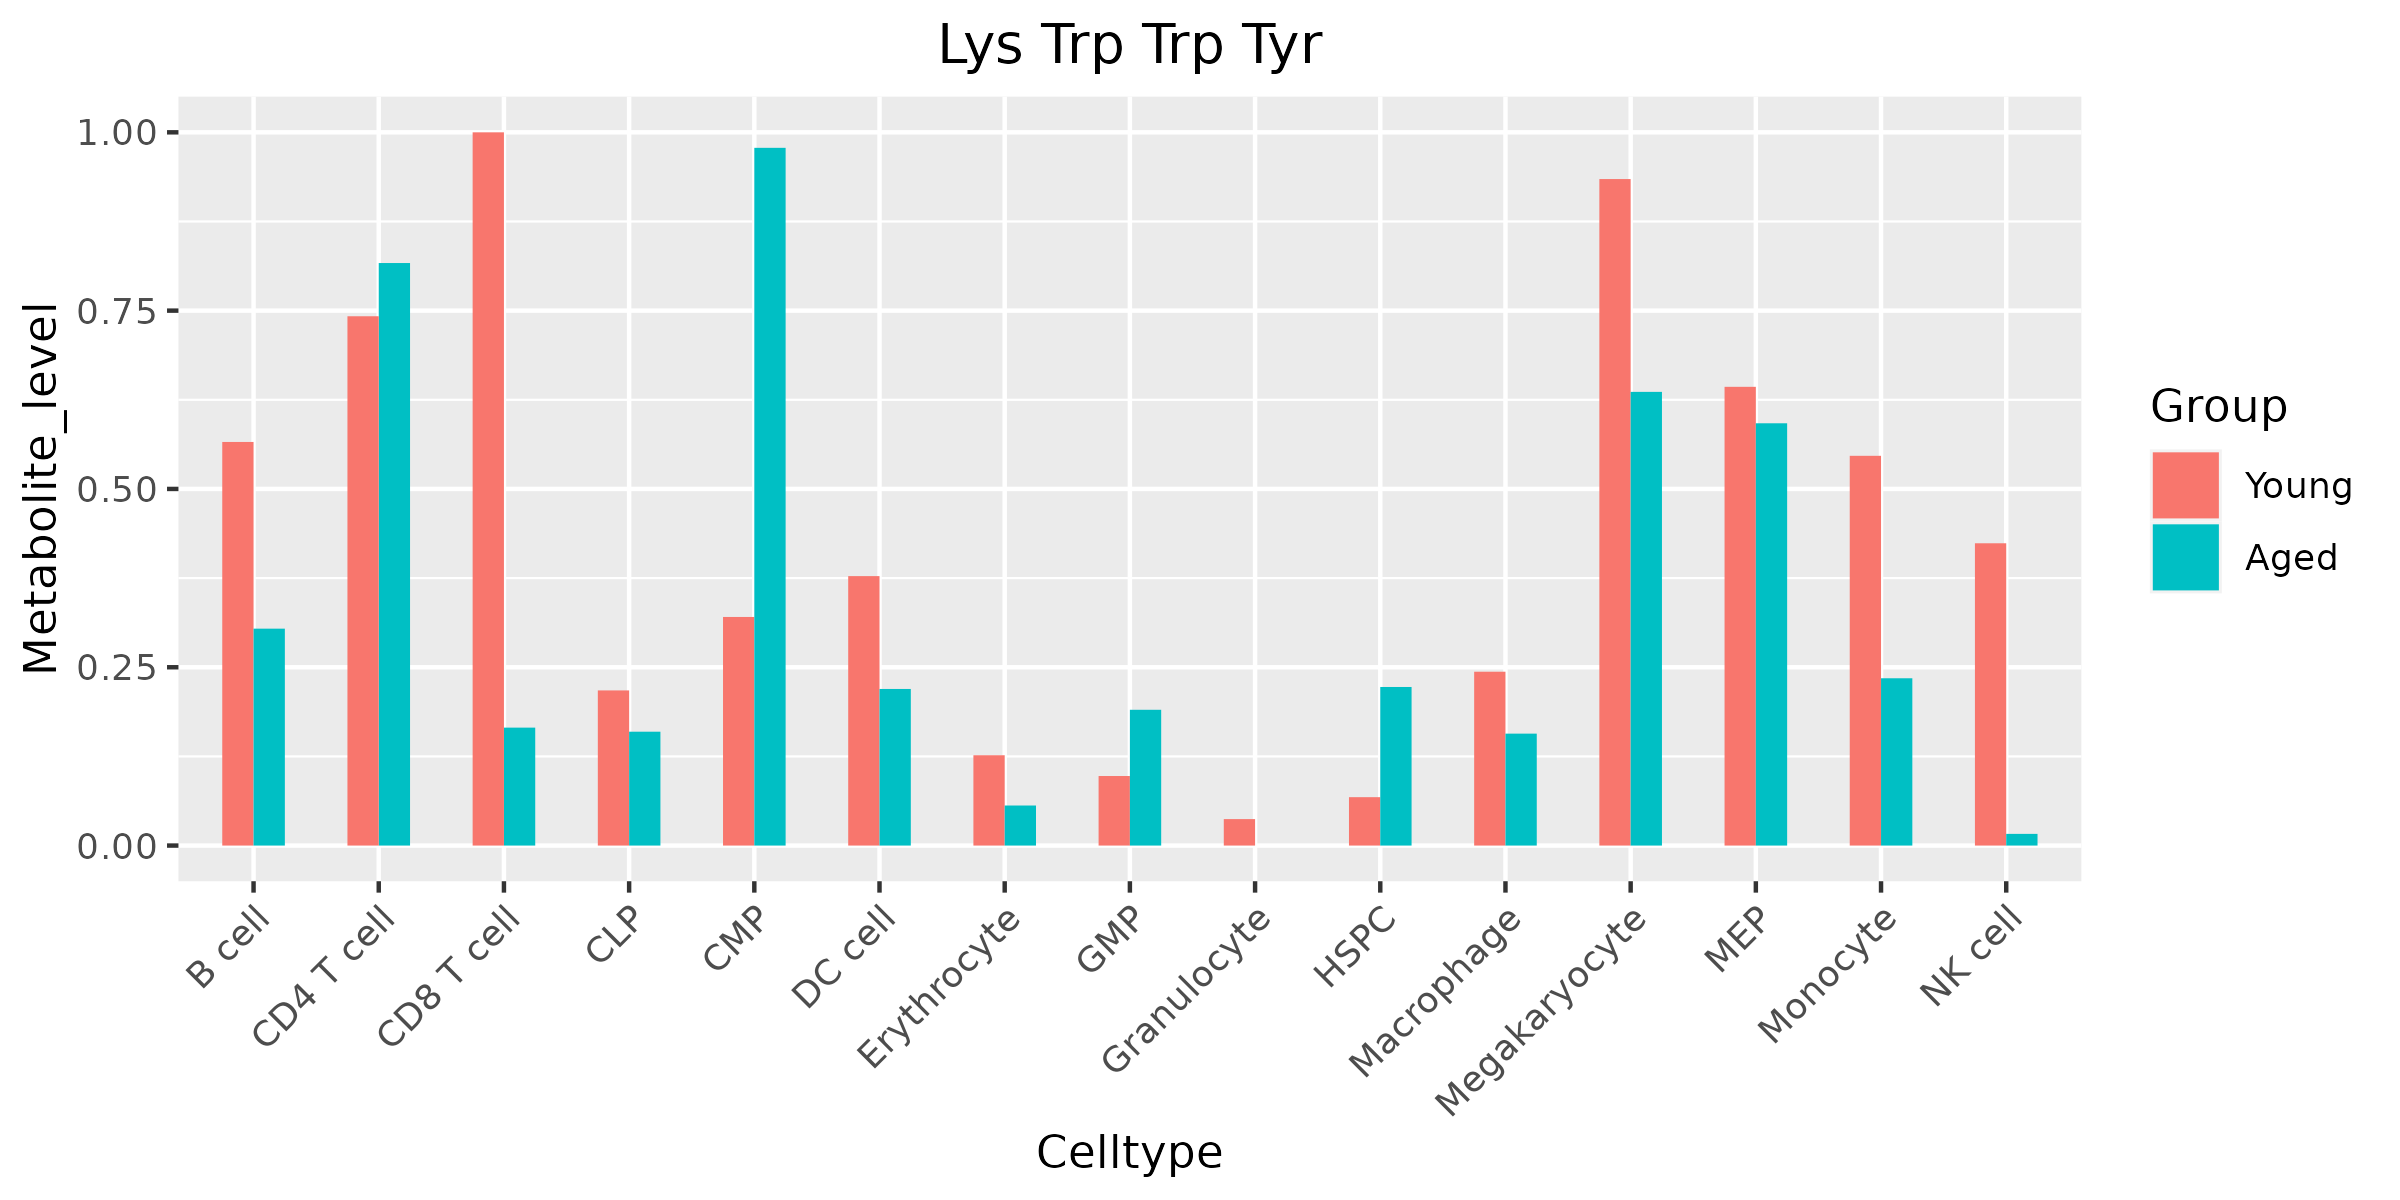 Lys Trp Trp Tyr
Metabolite_level
1.00
0.75
0.50
0.25
0.00
B cell
CD4 T cell
CD8 T cell
CLP
CMP
DC cell
Erythrocyte
GMP
Granulocyte
HSPC
Macrophage
Megakaryocyte
MEP
Monocyte
NK cell
Celltype
Group
Young
Aged